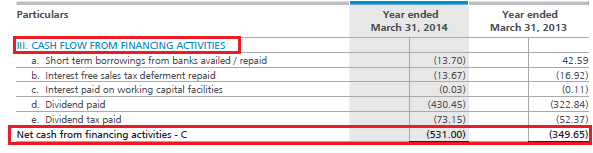 Particulars Year ended Year ended
March 31, 2014 March 31, 2013
III. CASH FLOW FROM FINANCING ACTIVITIES
a. Short term borrowings from banks availed / repaid (13.70) 42.59
b. Interest free sales tax deferment repaid (13.67) (16.92)
c. Interest paid on working capital facilities (0.03) (0.11)
d. Dividend paid (430.45) (322.84)
e. Dividend tax paid (73.15) (52.37)
Net cash from financing activities - C (531.00) (349.65)